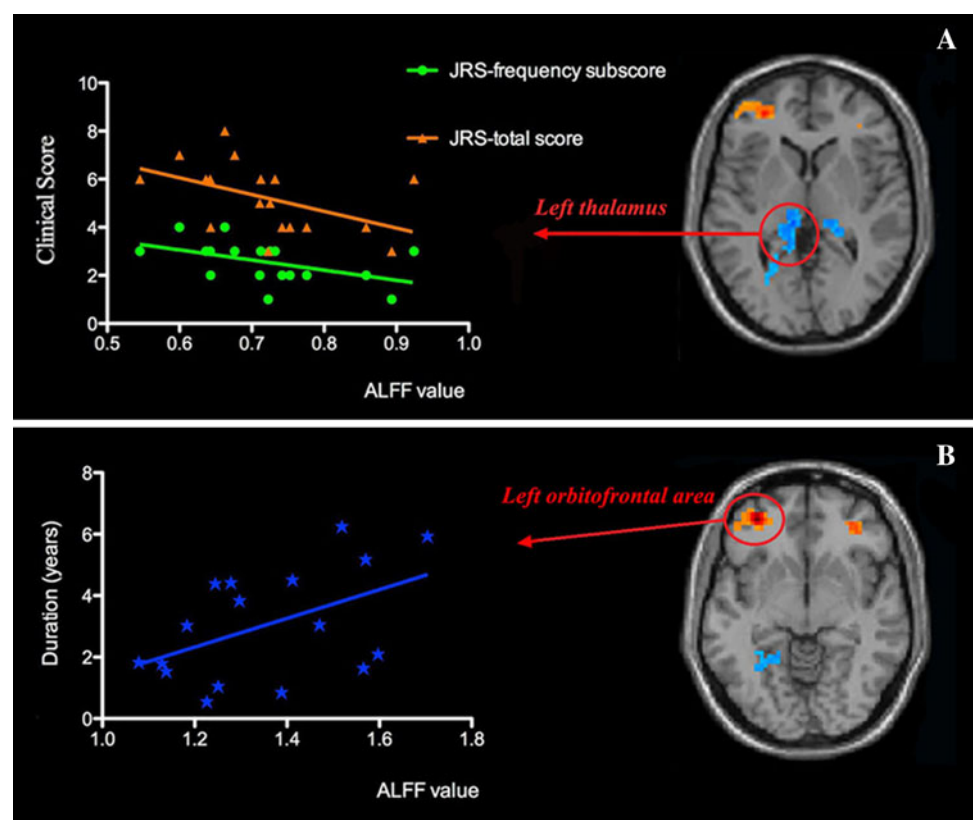 A
JRS-frequency subscore
JRS-total score
Clinical Score
10
8
6
4
2
0
0.5 0.6 0.7 0.8 0.9 1.0
ALFF value
Left thalamus
B
Duration (years)
8
6
4
2
0
1.0 1.2 1.4 1.6 1.8
ALFF value
Left orbitofrontal area